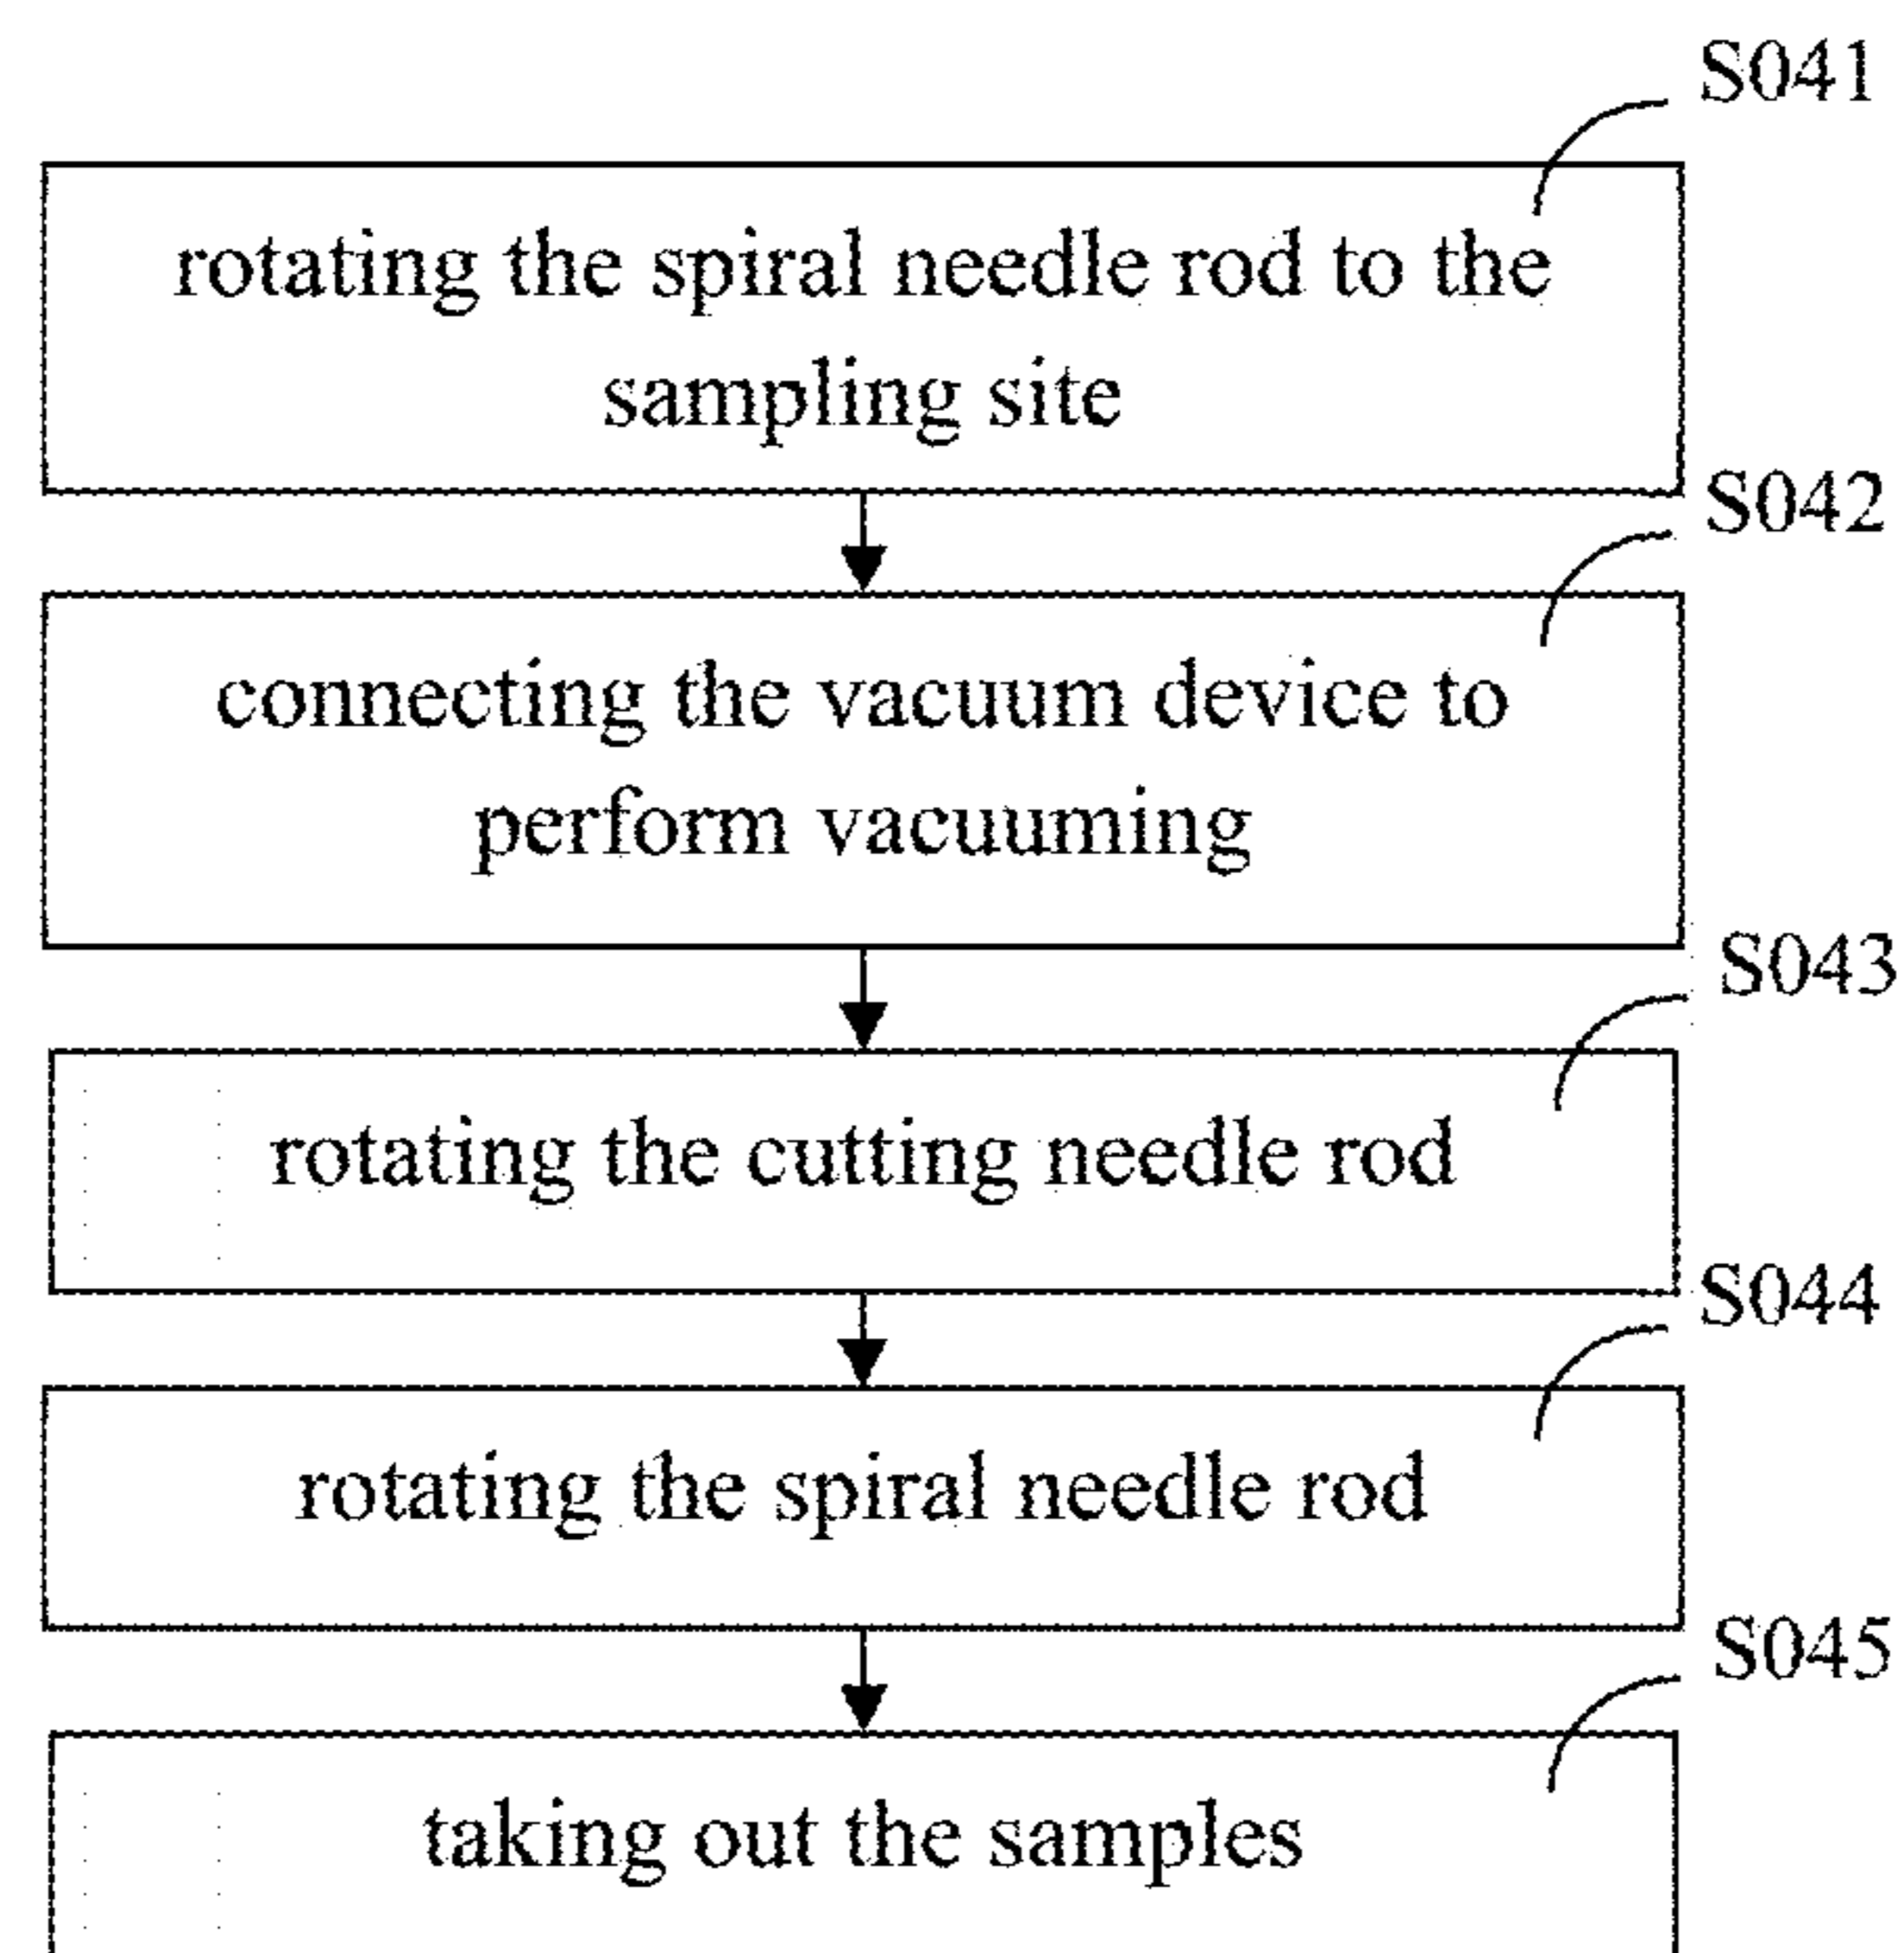 S041
rotating the spiral needle rod to the
sampling site
S042
connecting the vacuum device to
perform vacuuming
S043
rotating the cutting needle rod
S044
rotating the spiral needle rod
S045
taking out the samples